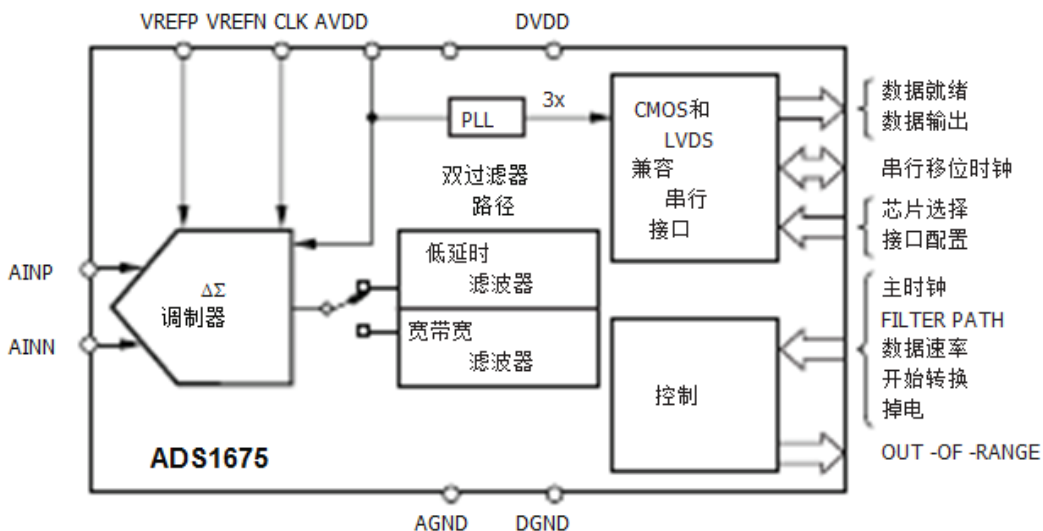 VREFP VREFN CLK AVDD DVDD
PLL
3x
CMOS和
LVDS
兼容
串行
接口
数据就绪
数据输出
串行移位时钟
芯片选择
接口配置
双过滤器
路径
AINP
AINN
ΔΣ
调制器
低延时
滤波器
宽带宽
滤波器
控制
主时钟
FILTER PATH
数据速率
开始转换
掉电
OUT -OF -RANGE
ADS1675
AGND DGND